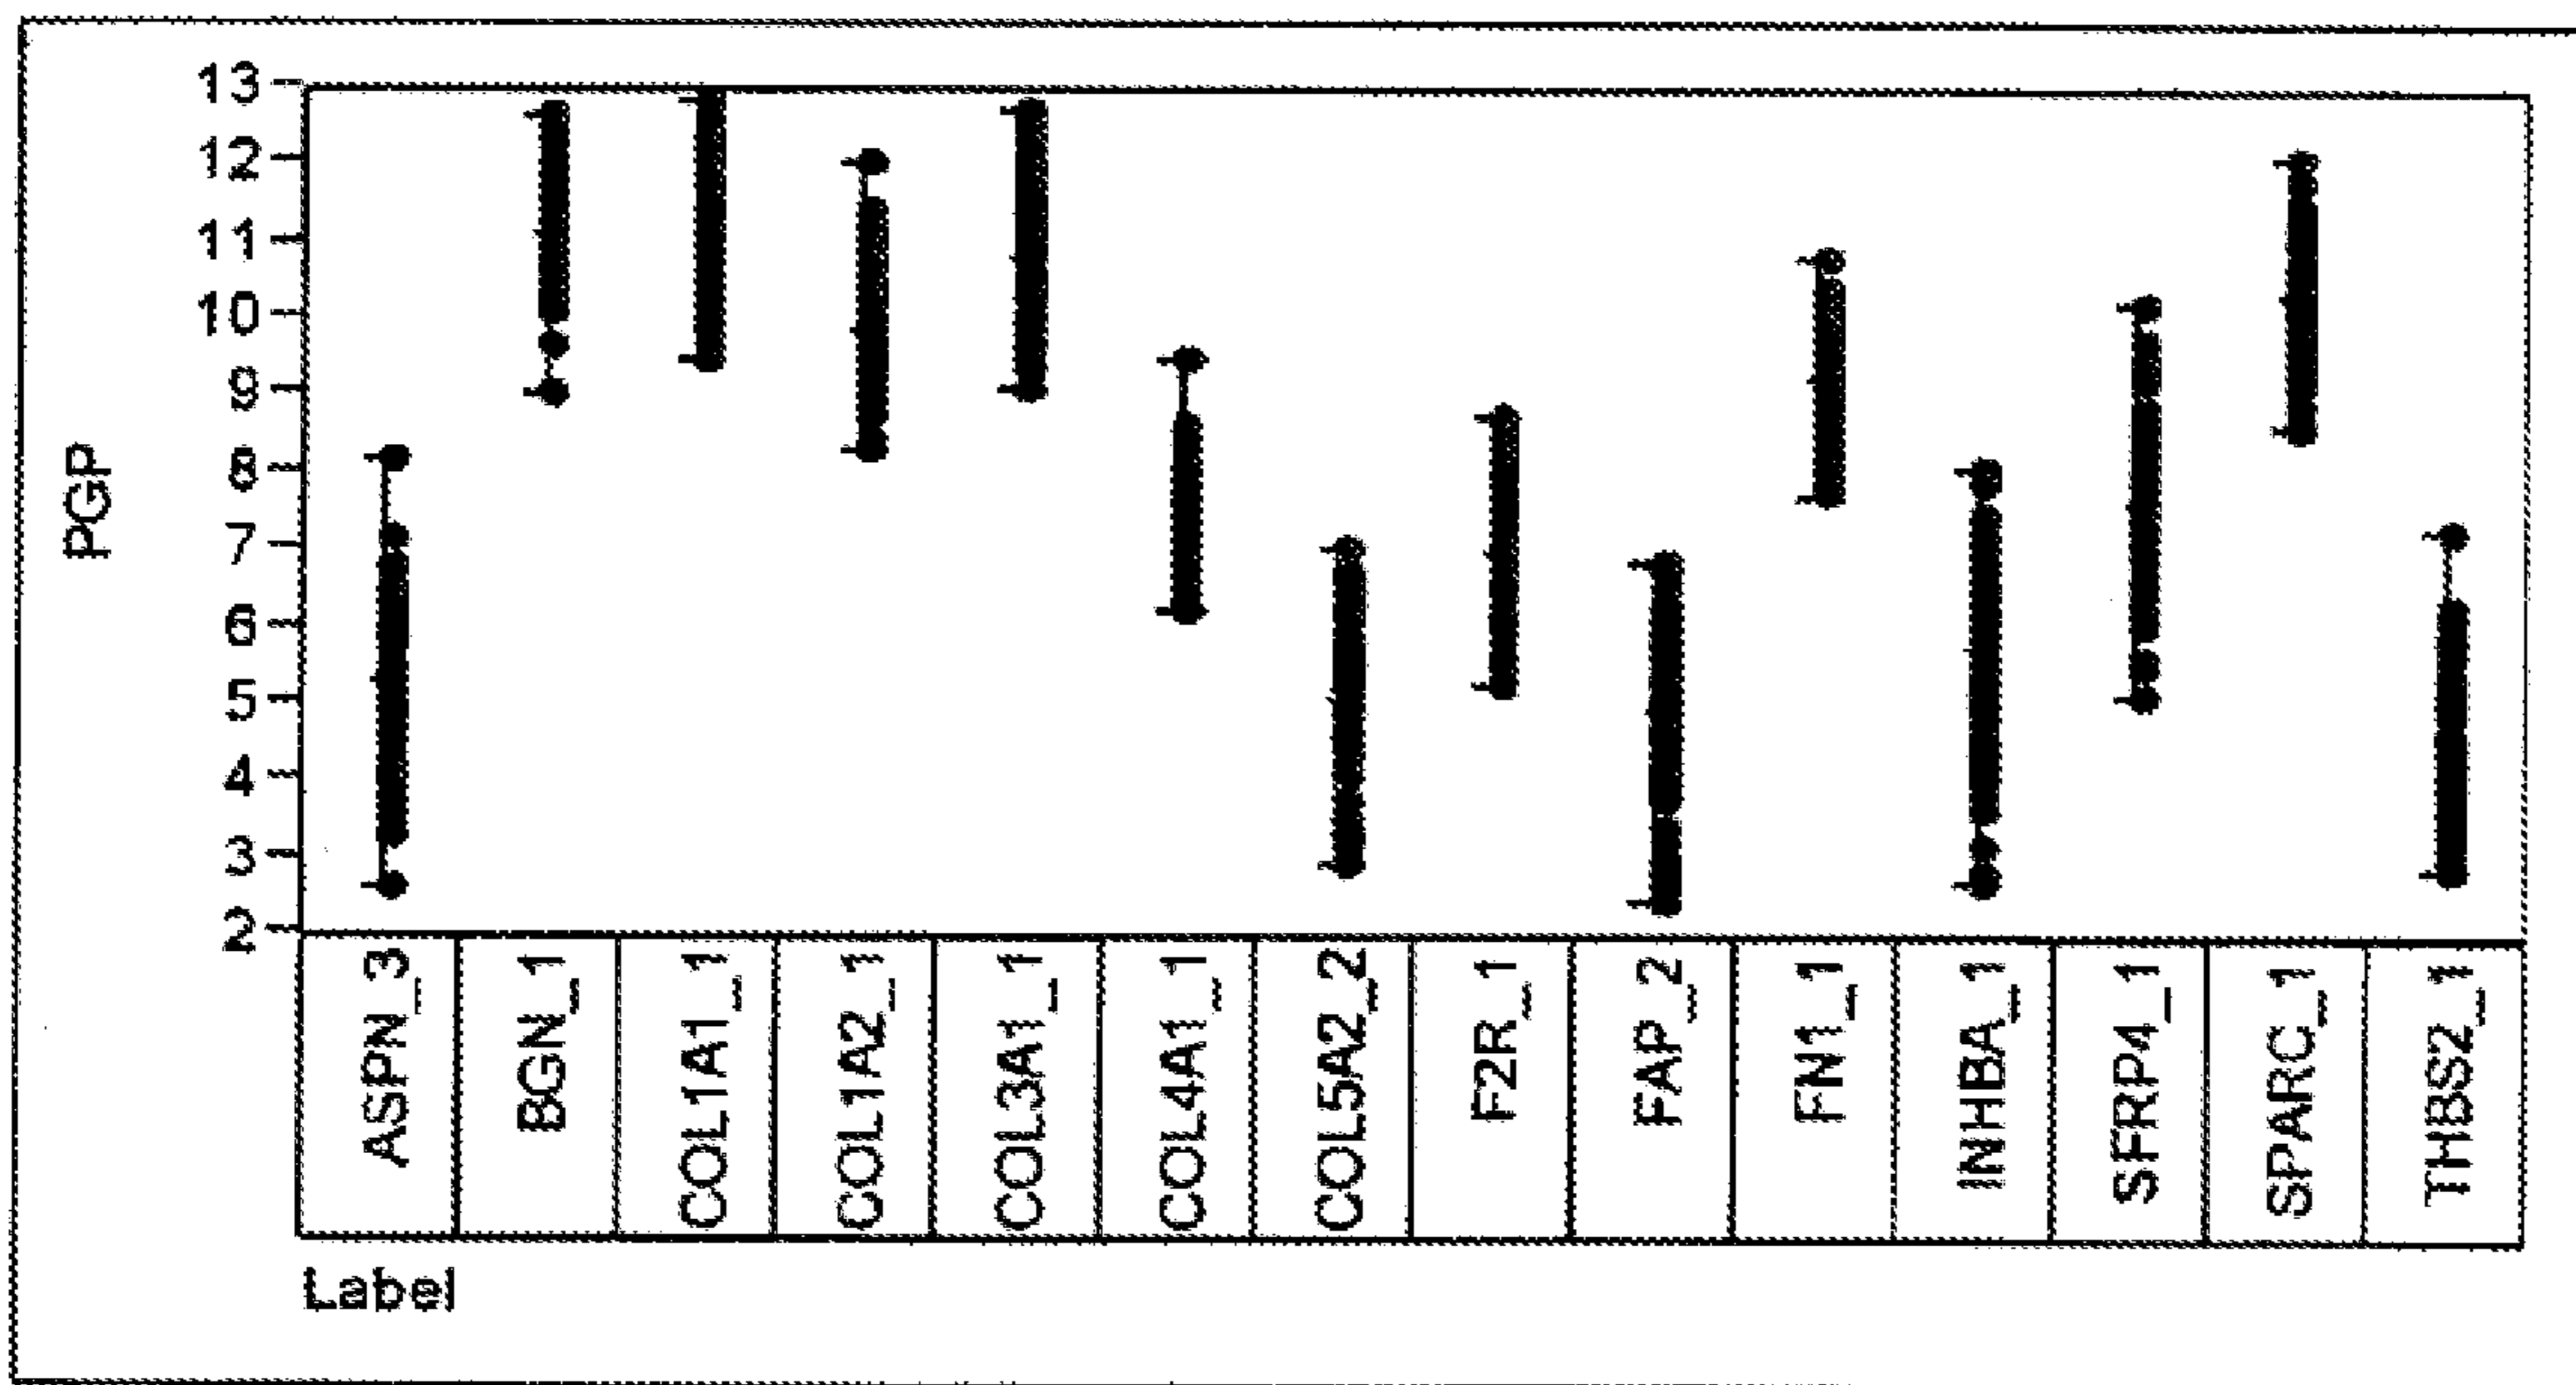 PGP
13
12
11
10
9
8
7
6
5
4
3
2
ASPN_3
BGN_1
COL1A1_1
COL1A2_1
COL3A1_1
COL4A1_1
COL5A2_2
F2R_1
FAP_2
FN1_1
INHBA_1
SFRP4_1
SPARC_1
THBS2_1
Label